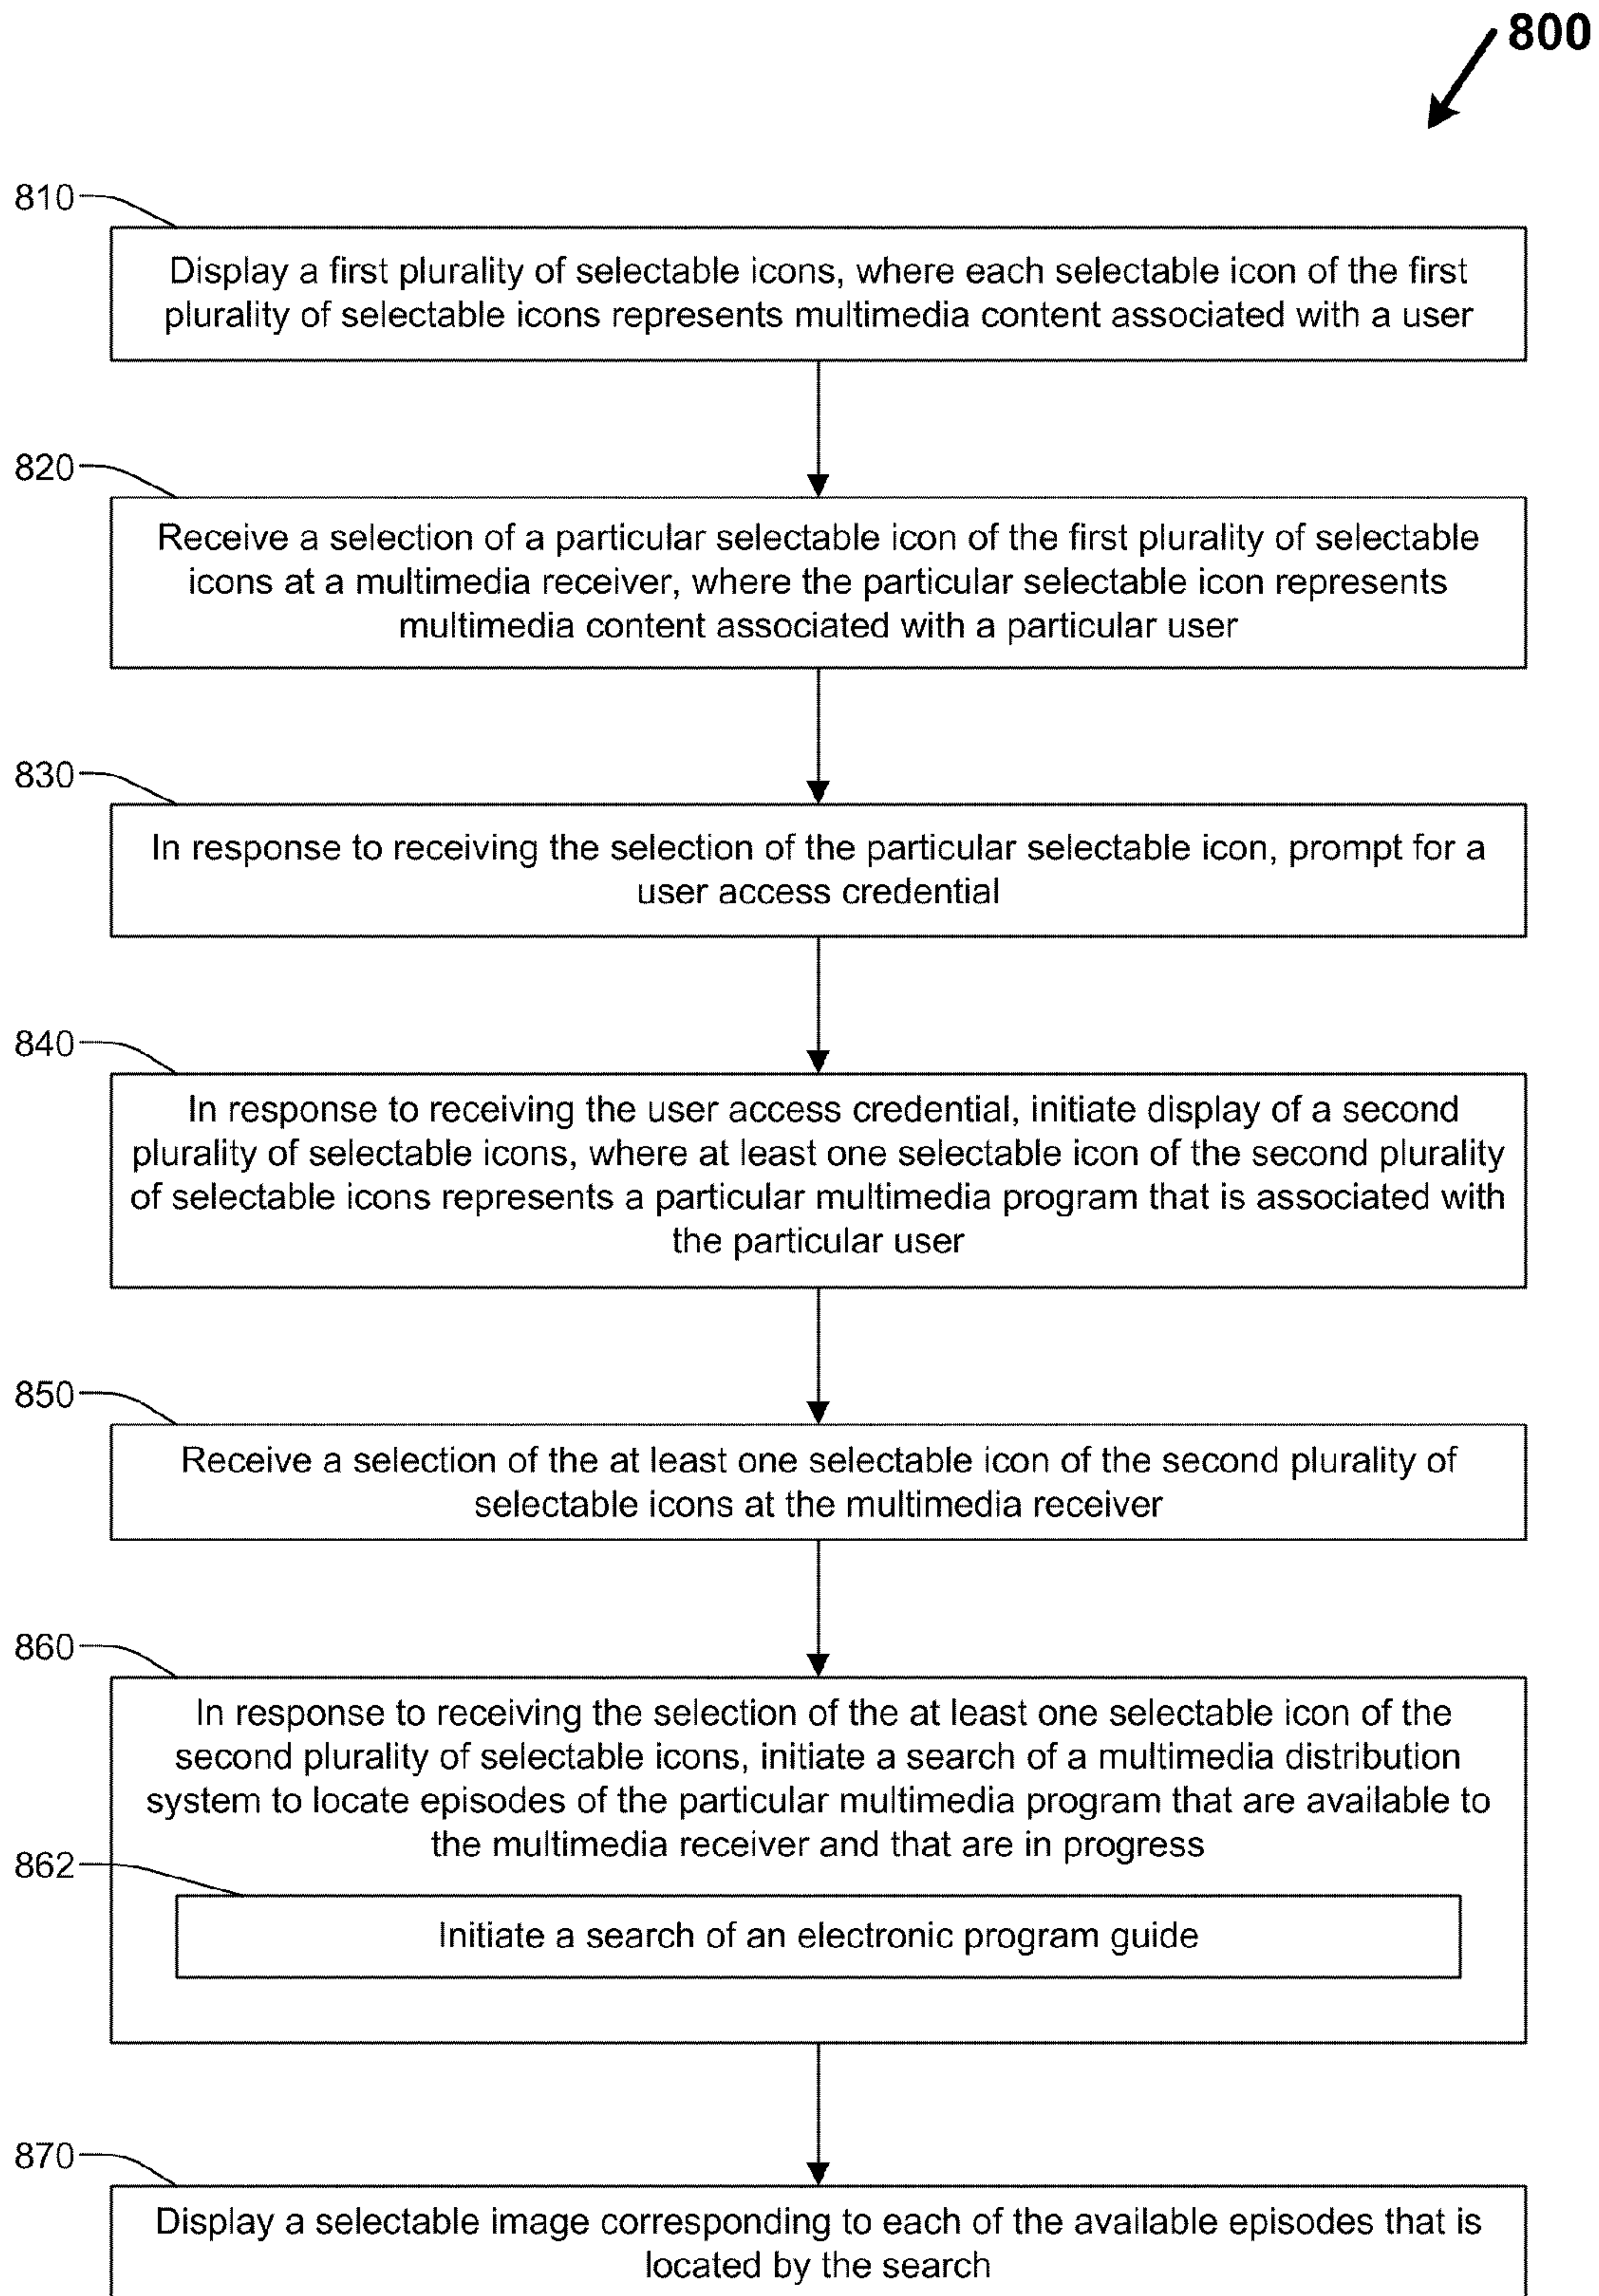 800
810
Display a first plurality of selectable icons, where each selectable icon of the first
plurality of selectable icons represents multimedia content associated with a user
820
Receive a selection of a particular selectable icon of the first plurality of selectable
icons at a multimedia receiver, where the particular selectable icon represents
multimedia content associated with a particular user
830
In response to receiving the selection of the particular selectable icon, prompt for a
user access credential
840
In response to receiving the user access credential, initiate display of a second
plurality of selectable icons, where at least one selectable icon of the second plurality
of selectable icons represents a particular multimedia program that is associated with
the particular user
850
Receive a selection of the at least one selectable icon of the second plurality of
selectable icons at the multimedia receiver
860
In response to receiving the selection of the at least one selectable icon of the
second plurality of selectable icons, initiate a search of a multimedia distribution
system to locate episodes of the particular multimedia program that are available to
the multimedia receiver and that are in progress
862
Initiate a search of an electronic program guide
870
Display a selectable image corresponding to each of the available episodes that is
located by the search